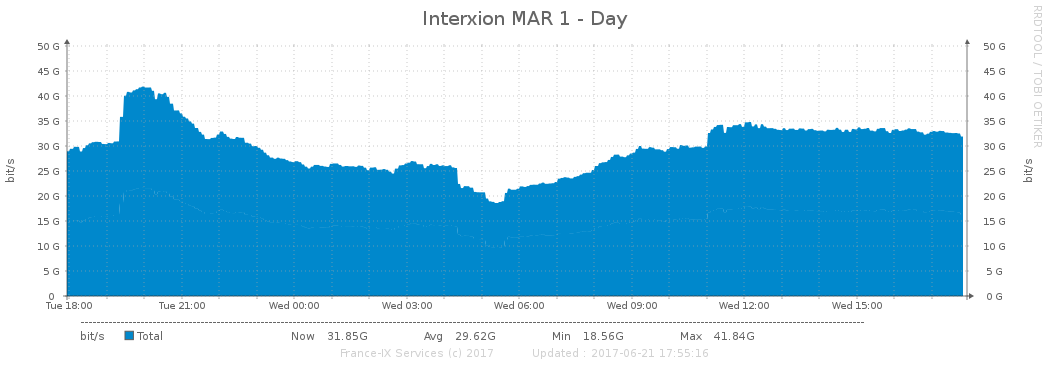 Interxion MAR 1 - Day
RRDTOOL / TOBI OETIKER
bit/s
50 G 50 G
45 G 45 G
40 G 40 G
35 G 35 G
30 G 30 G
25 G 25 G
20 G 20 G
15 G 15 G
10 G 10 G
5 G 5 G
0 0 G
bit/s
Tue 18:00 Tue 21:00 Wed 00:00 Wed 03:00 Wed 06:00 Wed 09:00 Wed 12:00 Wed 15:00
bit/s Total Now 31.85G Avg 29.62G Min 18.56G Max 41.84G
France-IX Services (c) 2017 Updated : 2017-06-21 17:55:16